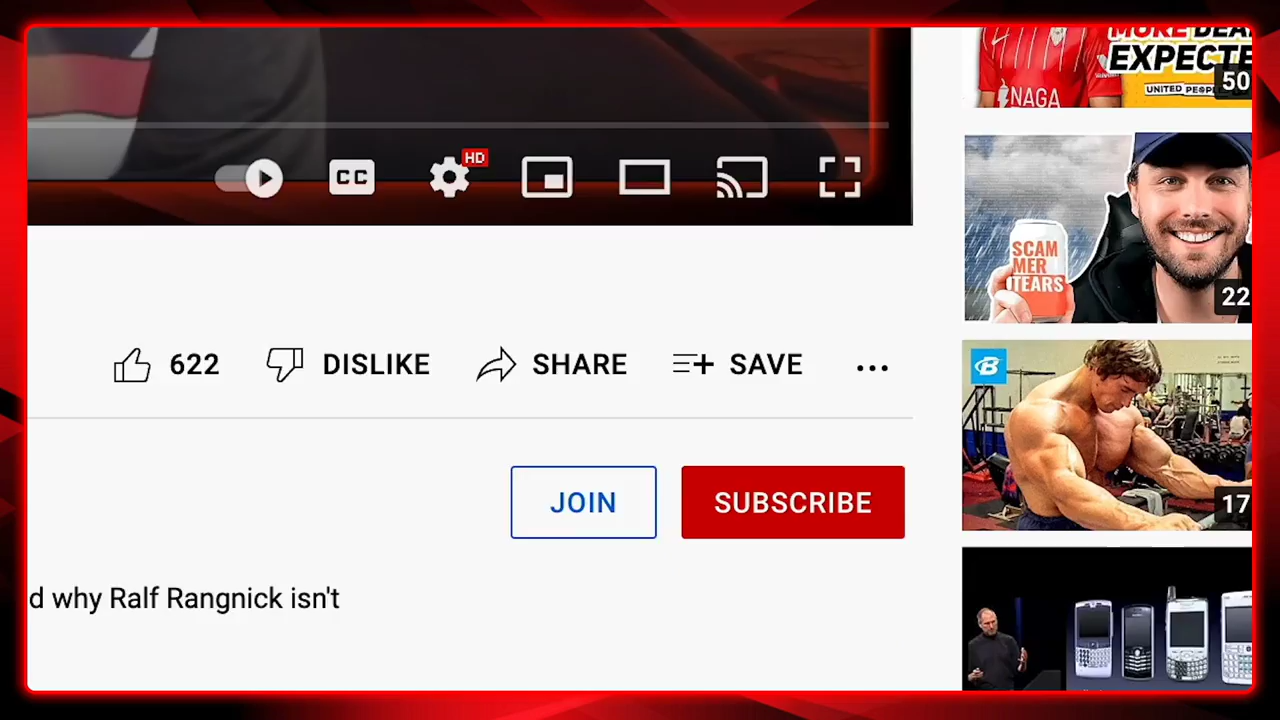 EXPECTE
50
UNITED PEOPLE
NAGA
HD
CC
SCAM
MER
TEARS
22
622
DISLIKE
SHARE
SAVE
B
17
JOIN
SUBSCRIBE
d why Ralf Rangnick isn't